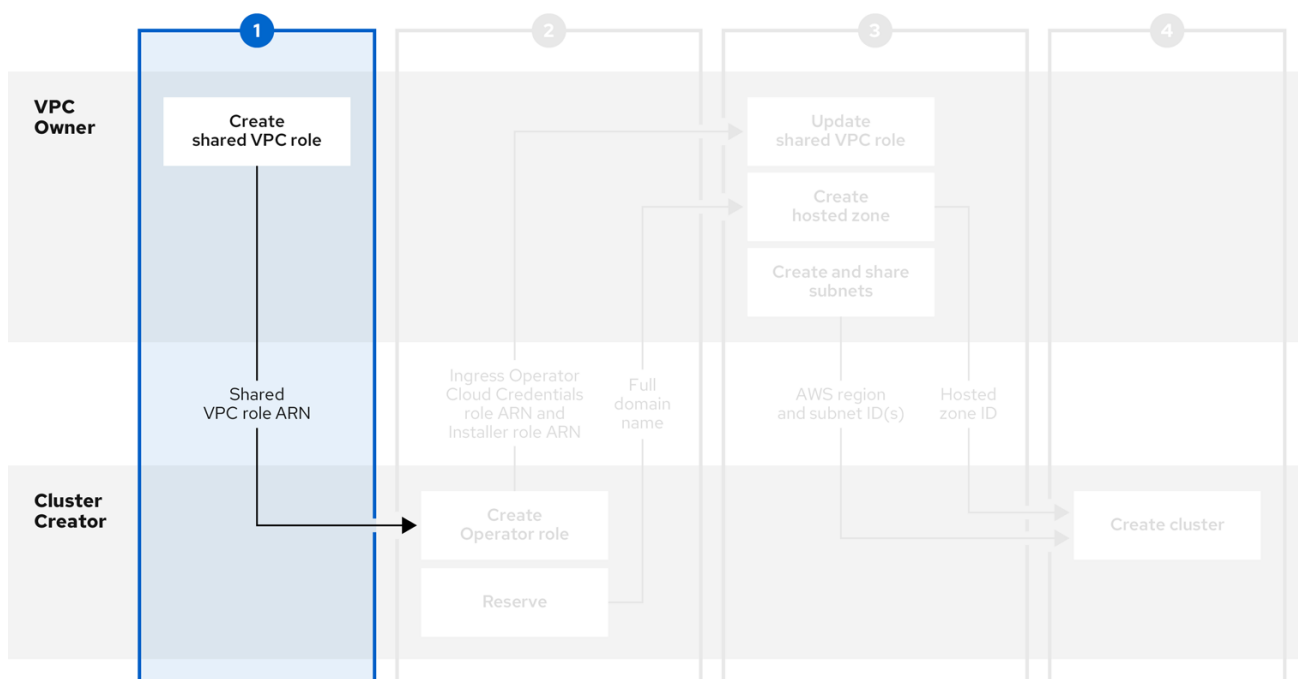 1
2
3
4
VPC
Owner
Create
shared VPC role
Update
shared VPC role
Create
hosted zone
Create and share
subnets
Shared
VPC role ARN
Ingress Operator
Cloud Credentials
role ARN and
Installer role ARN
Full
domain
name
AWS region
and subnet ID(s)
Hosted
zone ID
Cluster
Creator
Create
Operator role
Reserve
Create cluster